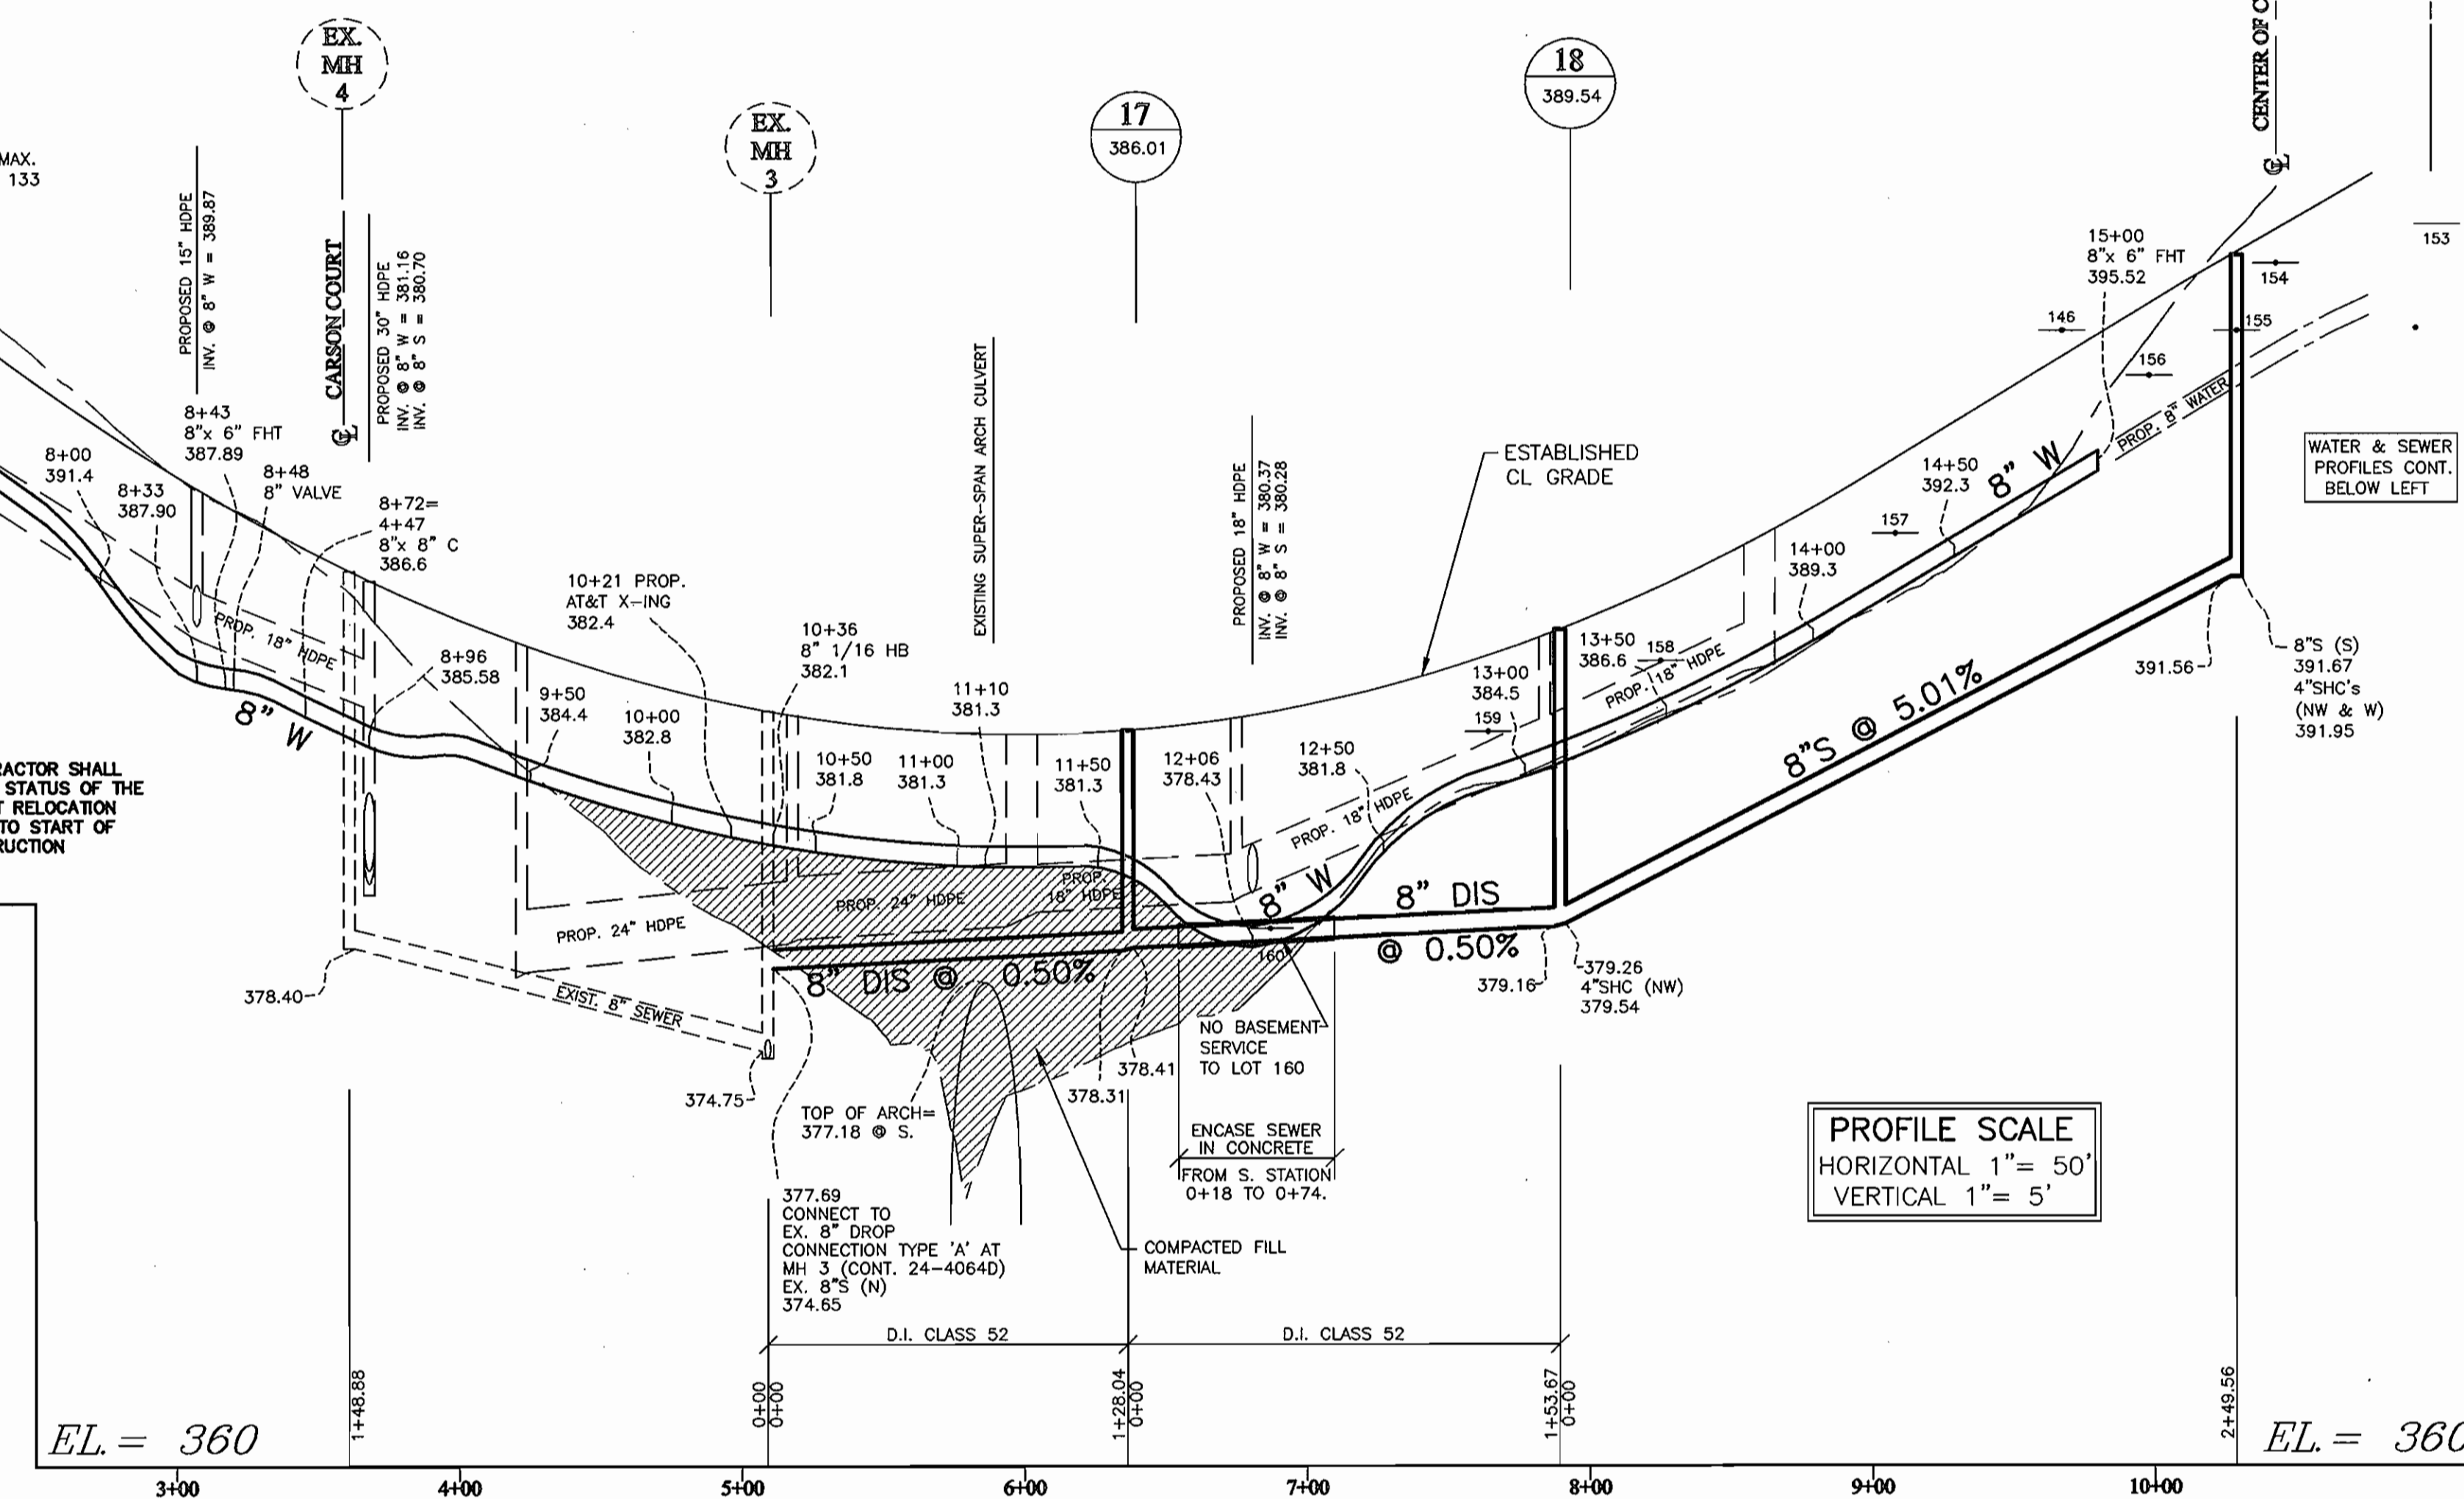 EX.
MH
4
EX.
MH
3
17
386.01
18
389.54
CENTER OF C
MAX.
133
PROPOSED 15" HDPE
INV. @ 8" W = 389.87
CARSON COURT
PROPOSED 30" HDPE
INV. @ 8" W = 381.16
INV. @ 8" S = 380.70
EXISTING SUPER-SPAN ARCH CULVERT
PROPOSED 18" HDPE
INV. @ 8" W = 380.37
INV. @ 8" S = 380.28
ESTABLISHED
CL GRADE
15+00
8"x 6" FHT
395.52
153
154
155
146
156
157
158
159
160
PROP. 8" WATER
WATER & SEWER
PROFILES CONT.
BELOW LEFT
8+00
391.4
8+33
387.90
8+43
8"x 6" FHT
387.89
8+48
8" VALVE
8+72=
4+47
8"x 8" C
386.6
8+96
385.58
9+50
384.4
10+00
382.8
10+21 PROP.
AT&T X-ING
382.4
10+36
8" 1/16 HB
382.1
10+50
381.8
11+00
381.3
11+10
381.3
11+50
381.3
12+06
378.43
12+50
381.8
13+00
384.5
13+50
386.6
14+00
389.3
14+50
392.3
8" W
PROP. 18" HDPE
8" W
PROP. 18" HDPE
PROP. 18" HDPE
8" W
PROP. 24" HDPE
PROP. 24" HDPE
PROP.
18" HDPE
8" DIS
@ 0.50%
8" DIS @ 0.50%
8"S @ 5.01%
391.56
8"S (S)
391.67
4"SHC's
(NW & W)
391.95
RACTOR SHALL
STATUS OF THE
T RELOCATION
TO START OF
RUCTION
378.40
EXIST. 8" SEWER
374.75
379.16
379.26
4"SHC (NW)
379.54
NO BASEMENT
SERVICE
TO LOT 160
378.41
378.31
TOP OF ARCH=
377.18 @ S.
ENCASE SEWER
IN CONCRETE
FROM S. STATION
0+18 TO 0+74.
377.69
CONNECT TO
EX. 8" DROP
CONNECTION TYPE 'A' AT
MH 3 (CONT. 24-4064D)
EX. 8"S (N)
374.65
COMPACTED FILL
MATERIAL
PROFILE SCALE
HORIZONTAL 1"= 50'
VERTICAL 1"= 5'
D.I. CLASS 52
D.I. CLASS 52
1+48.88
0+00
0+00
1+28.04
0+00
1+53.67
0+00
2+49.56
EL. = 360
EL. = 360
3+00
4+00
5+00
6+00
7+00
8+00
9+00
10+00